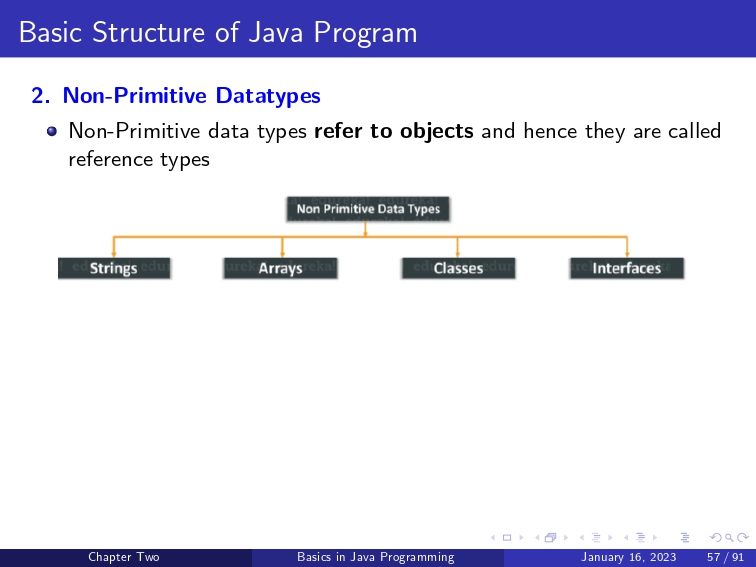 Basic Structure of Java Program
2. Non-Primitive Datatypes
Non-Primitive data types refer to objects and hence they are called
reference types
Non Primitive Data Types
Strings Arrays Classes Interfaces
Chapter Two Basics in Java Programming January 16, 2023 57 / 91